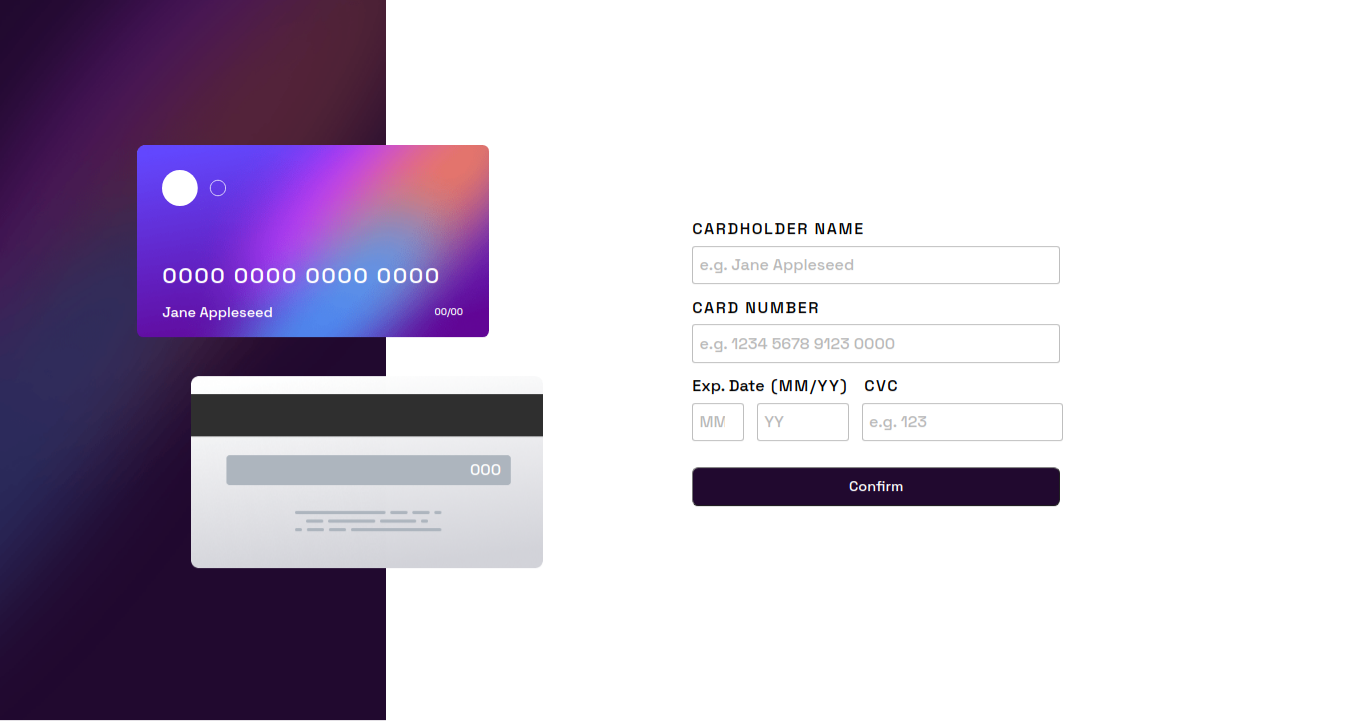 0000 0000 0000 0000
Jane Appleseed 00/00
000
CARDHOLDER NAME
e.g. Jane Appleseed
CARD NUMBER
e.g. 1234 5678 9123 0000
Exp. Date (MM/YY) CVC
MM YY e.g. 123
Confirm